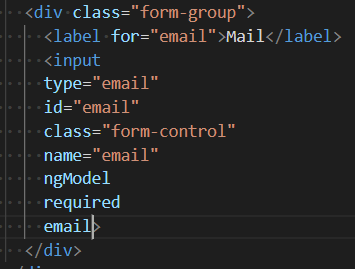 <div class="form-group">
<label for="email">Mail</label>
<input
type="email"
id="email"
class="form-control"
name="email"
ngModel
required
email>
</div>